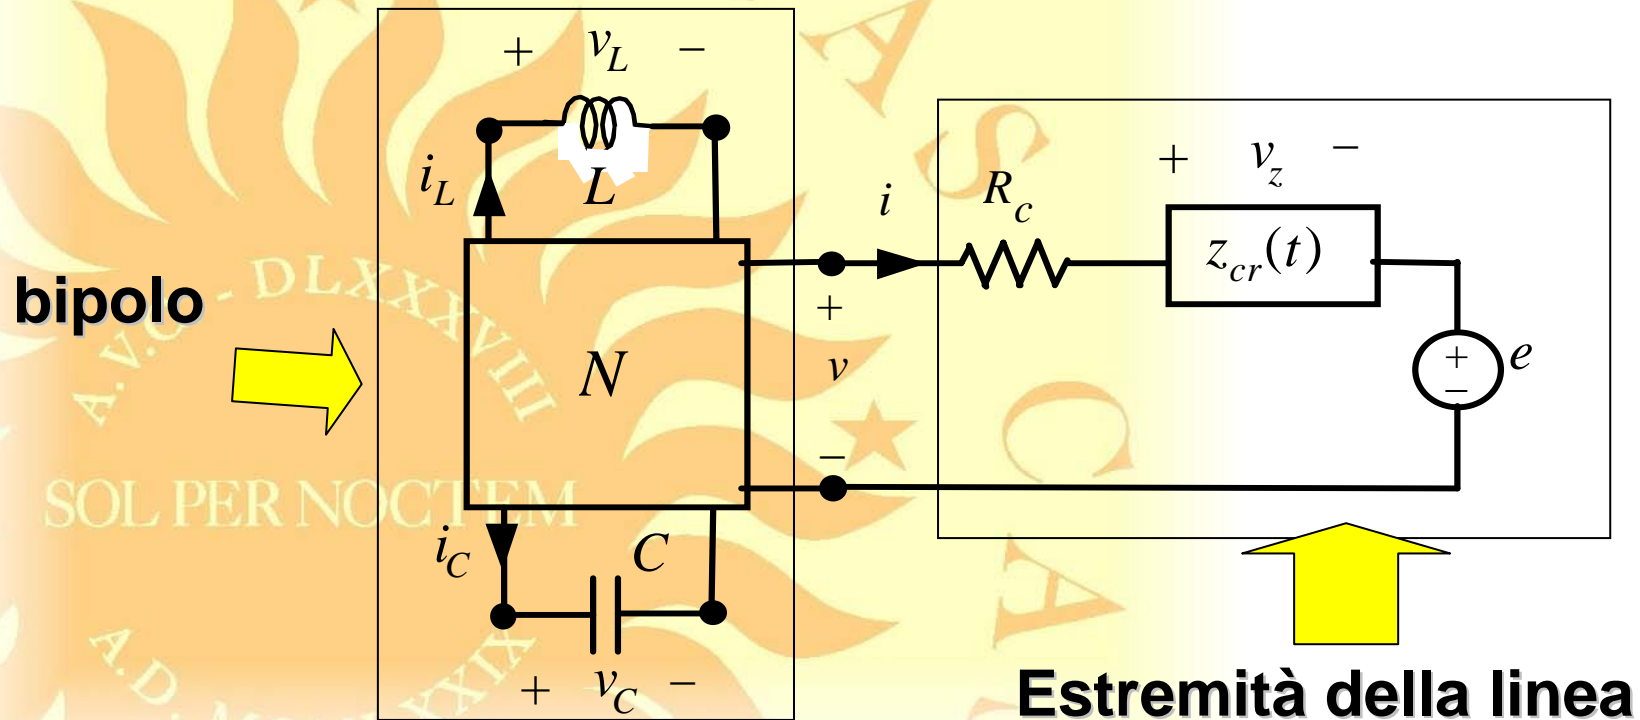 + v_L −
i_L
L
bipolo
N
i
R_c
+ v_z −
z_cr(t)
+
v
−
+
−
e
i_C
C
+ v_C −
Estremità della linea
A.V.C. - DLXXXVIII
SOL PER NOCTEM
A S C A